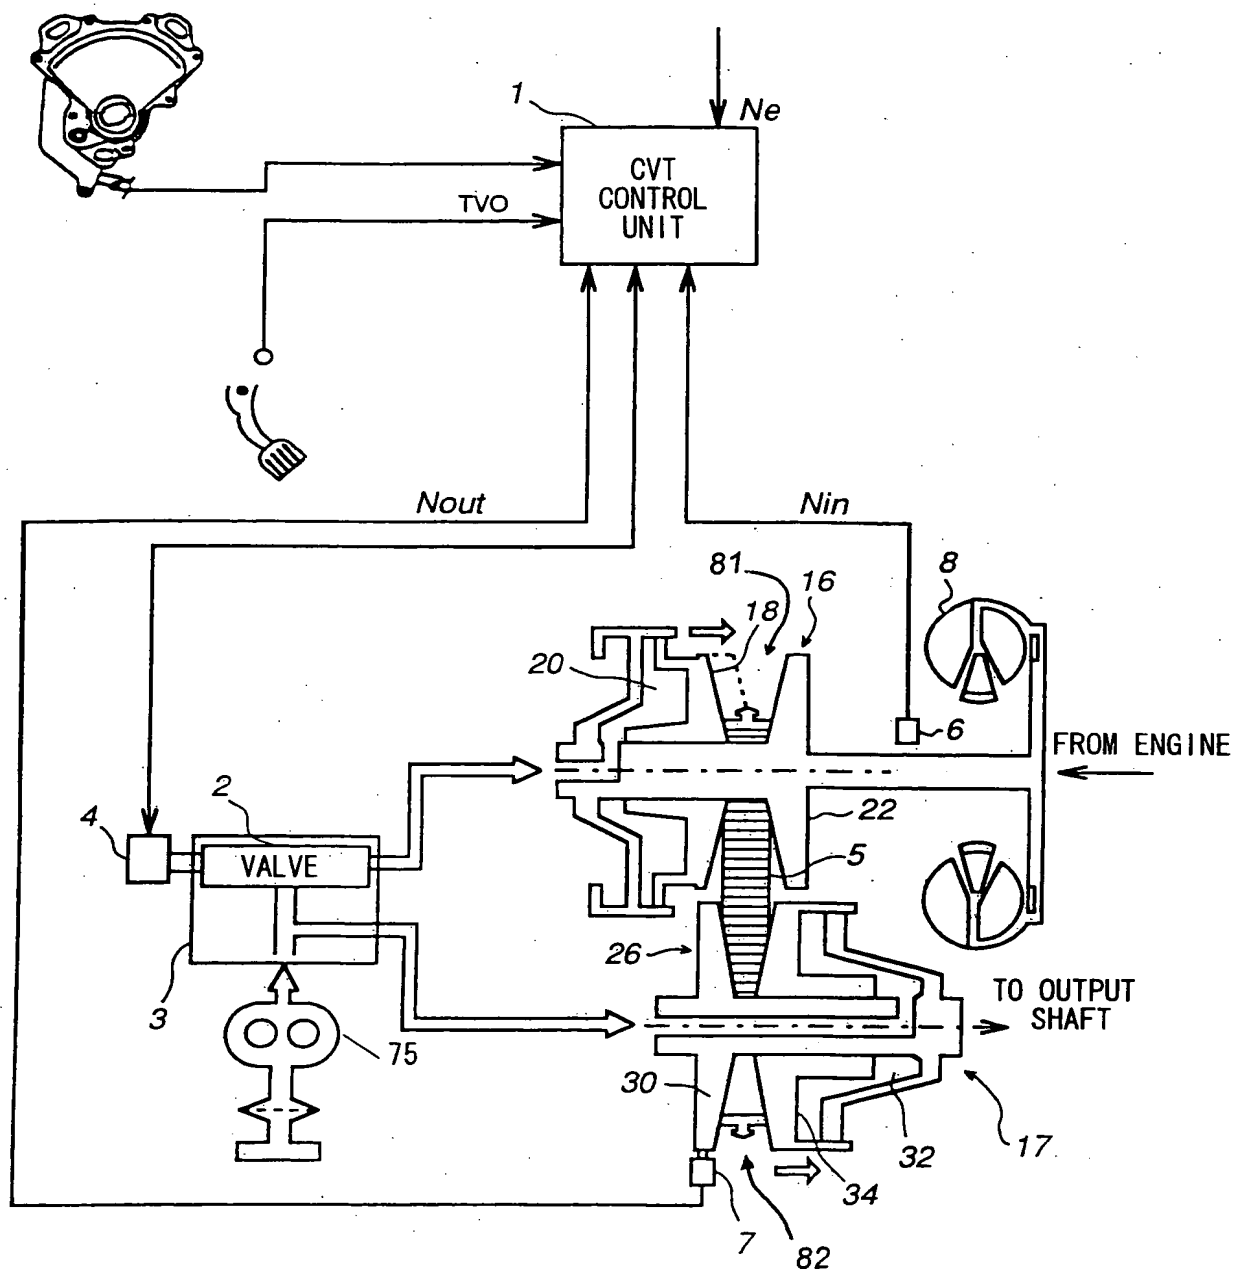 1
Ne
CVT
CONTROL
UNIT
TVO
Nout
Nin
81
16
8
18
20
6
FROM ENGINE
2
4
22
VALVE
5
26
3
TO OUTPUT
SHAFT
75
30
32
17
34
7
82